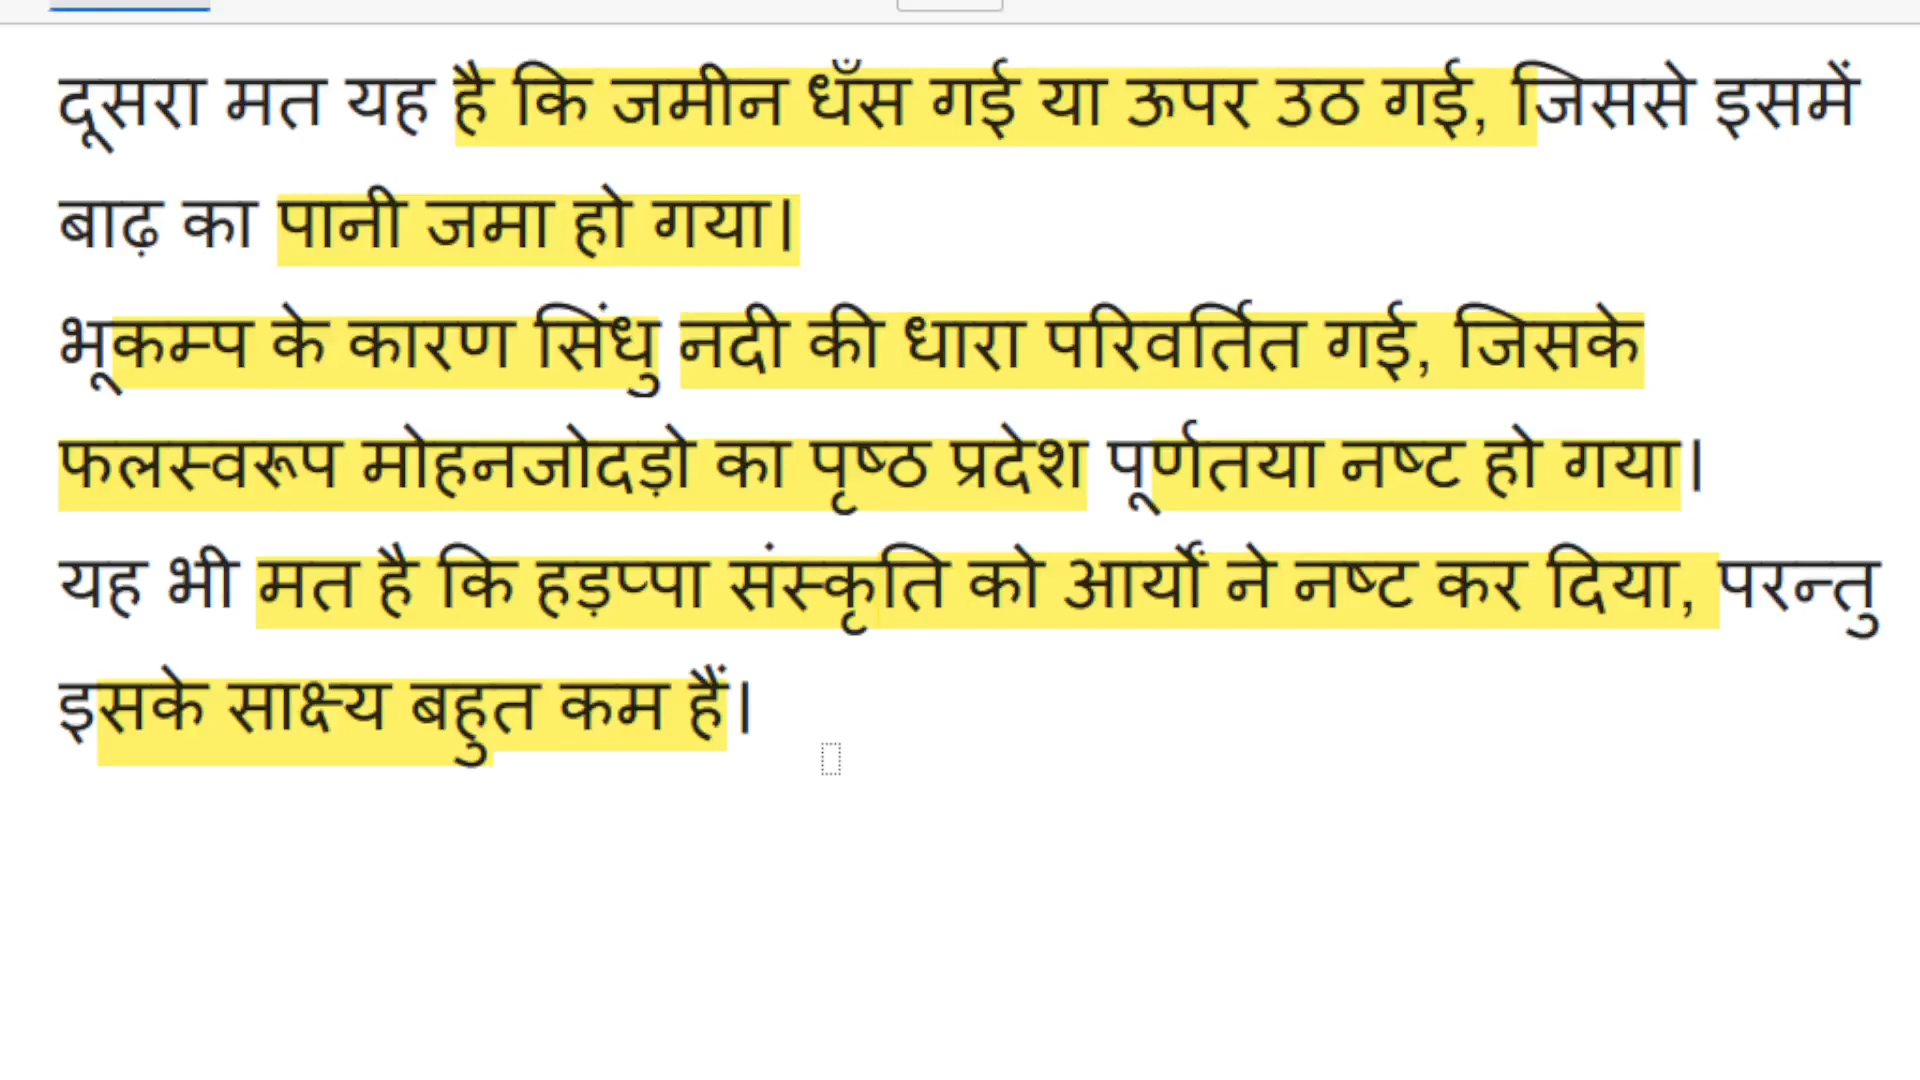 दूसरा मत यह है कि जमीन धँस गई या ऊपर उठ गई, जिससे इसमें
बाढ़ का पानी जमा हो गया।
भूकम्प के कारण सिंधु नदी की धारा परिवर्तित गई, जिसके
फलस्वरूप मोहनजोदड़ो का पृष्ठ प्रदेश पूर्णतया नष्ट हो गया।
यह भी मत है कि हड़प्पा संस्कृति को आर्यों ने नष्ट कर दिया, परन्तु
इसके साक्ष्य बहुत कम हैं।